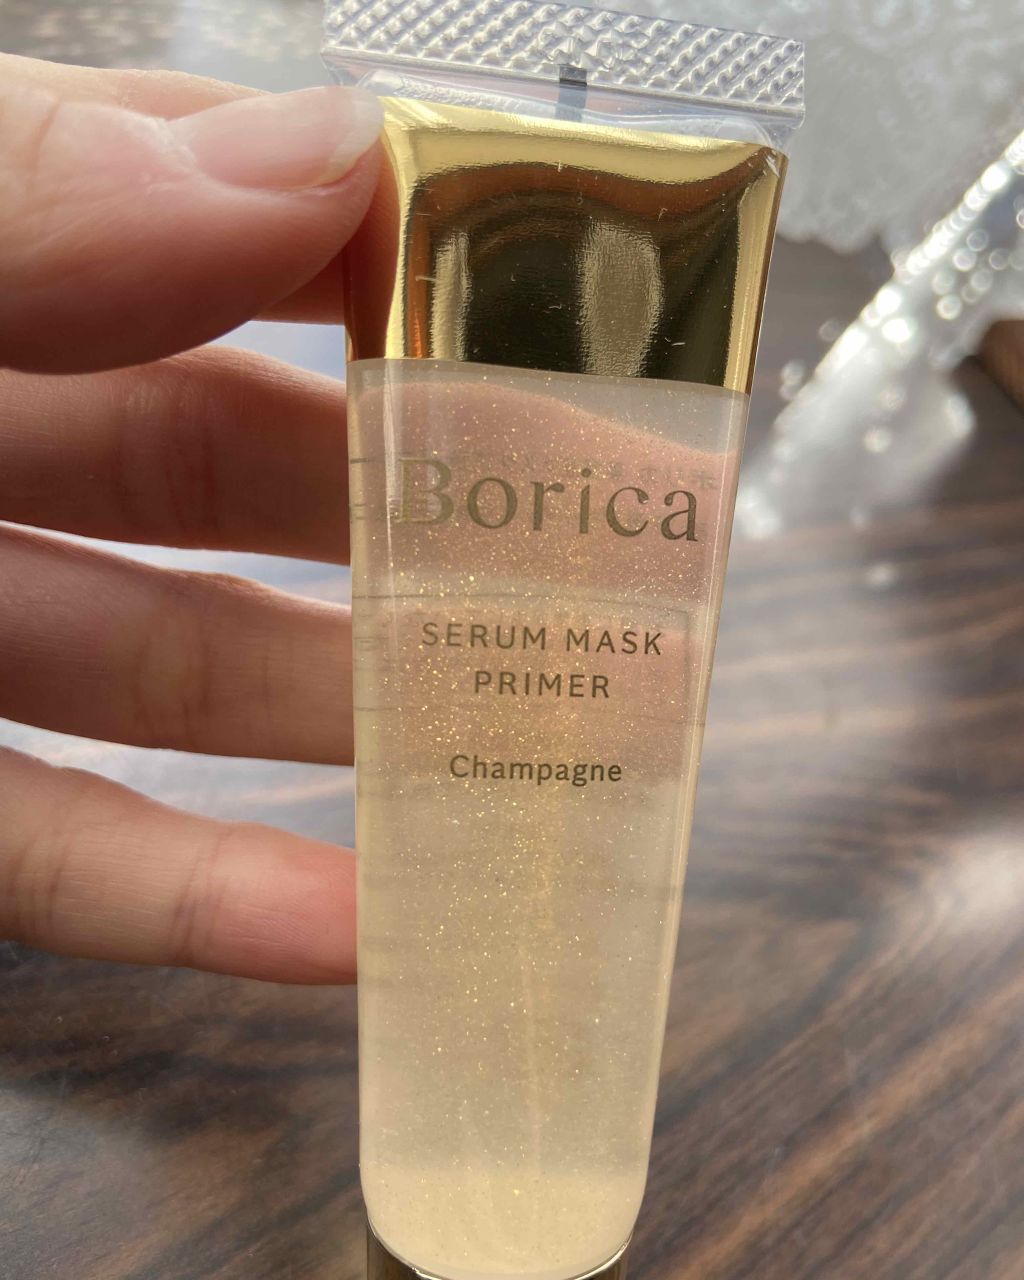 Borica
SERUM MASK
PRIMER
Champagne